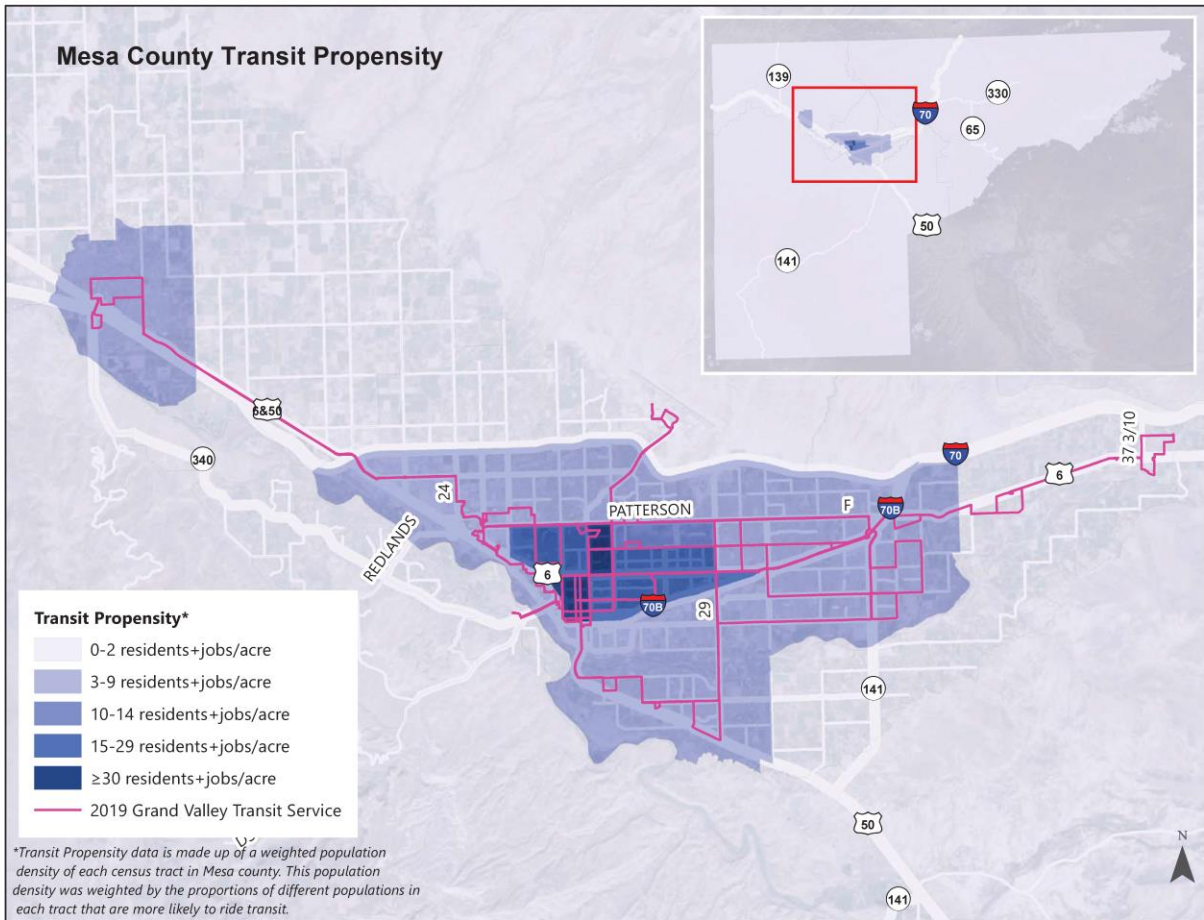 Mesa County Transit Propensity
139
330
70
65
50
141
6&50
340
24
REDLANDS
PATTERSON
F
70
70B
6
37 3/10
6
70B
29
141
50
141
N
Transit Propensity*
0-2 residents+jobs/acre
3-9 residents+jobs/acre
10-14 residents+jobs/acre
15-29 residents+jobs/acre
≥30 residents+jobs/acre
2019 Grand Valley Transit Service
*Transit Propensity data is made up of a weighted population
density of each census tract in Mesa county. This population
density was weighted by the proportions of different populations in
each tract that are more likely to ride transit.